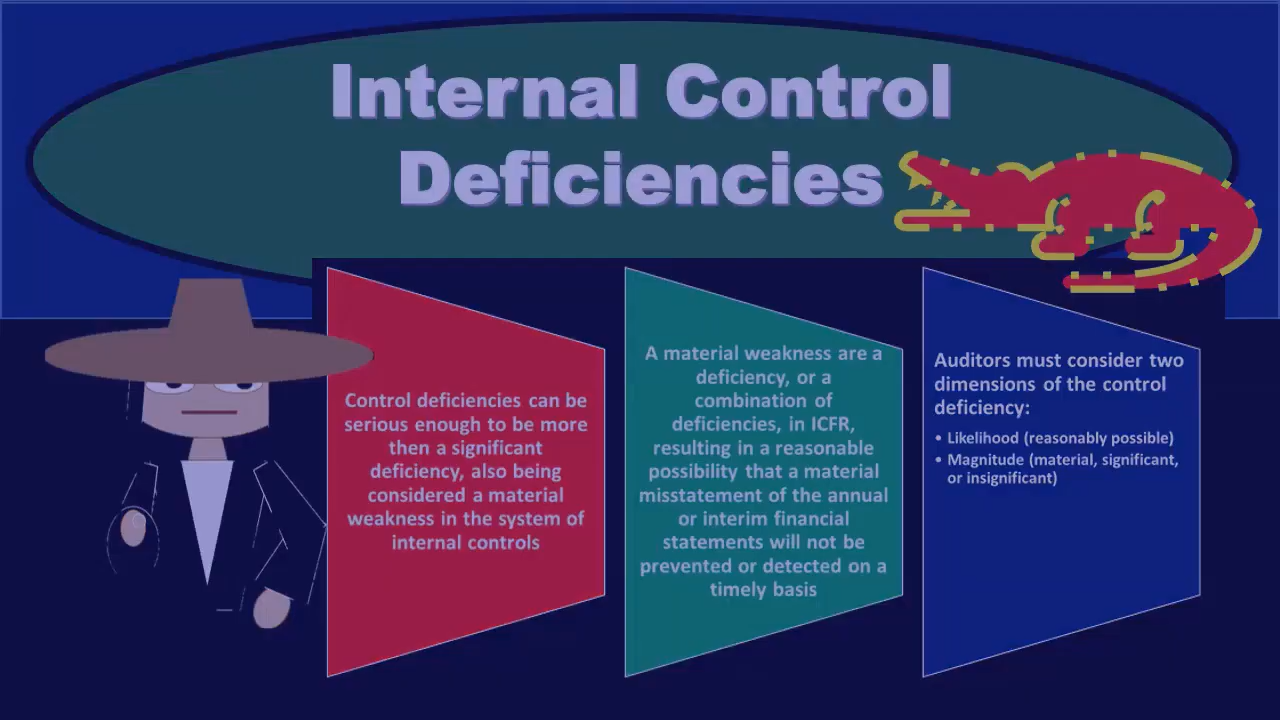 Internal Control
Deficiencies
Control deficiencies can be
serious enough to be more
then a significant
deficiency, also being
considered a material
weakness in the system of
internal controls
A material weakness are a
deficiency, or a
combination of
deficiencies, in ICFR,
resulting in a reasonable
possibility that a material
misstatement of the annual
or interim financial
statements will not be
prevented or detected on a
timely basis
Auditors must consider two
dimensions of the control
deficiency:
• Likelihood (reasonably possible)
• Magnitude (material, significant,
or insignificant)